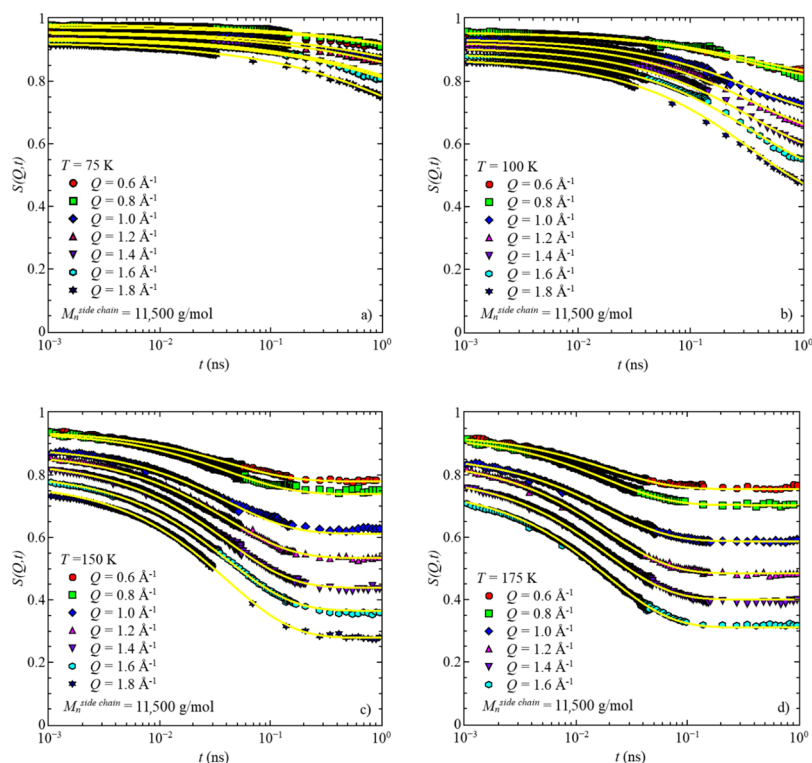 1
0.8
0.6
0.4
0.2
0
S(Q,t)
T = 75 K
Q = 0.6 Å⁻¹
Q = 0.8 Å⁻¹
Q = 1.0 Å⁻¹
Q = 1.2 Å⁻¹
Q = 1.4 Å⁻¹
Q = 1.6 Å⁻¹
Q = 1.8 Å⁻¹
a)
Mₙ^side chain = 11,500 g/mol
10⁻³ 10⁻² 10⁻¹ 10⁰
t (ns)
1
0.8
0.6
0.4
0.2
0
S(Q,t)
T = 100 K
Q = 0.6 Å⁻¹
Q = 0.8 Å⁻¹
Q = 1.0 Å⁻¹
Q = 1.2 Å⁻¹
Q = 1.4 Å⁻¹
Q = 1.6 Å⁻¹
Q = 1.8 Å⁻¹
b)
Mₙ^side chain = 11,500 g/mol
10⁻³ 10⁻² 10⁻¹ 10⁰
t (ns)
1
0.8
0.6
0.4
0.2
0
S(Q,t)
T =150 K
Q = 0.6 Å⁻¹
Q = 0.8 Å⁻¹
Q = 1.0 Å⁻¹
Q = 1.2 Å⁻¹
Q = 1.4 Å⁻¹
Q = 1.6 Å⁻¹
Q = 1.8 Å⁻¹
Mₙ^side chain = 11,500 g/mol c)
10⁻³ 10⁻² 10⁻¹ 10⁰
t (ns)
1
0.8
0.6
0.4
0.2
0
S(Q,t)
T = 175 K
Q = 0.6 Å⁻¹
Q = 0.8 Å⁻¹
Q = 1.0 Å⁻¹
Q = 1.2 Å⁻¹
Q = 1.4 Å⁻¹
Q = 1.6 Å⁻¹
Mₙ^side chain = 11,500 g/mol d)
10⁻³ 10⁻² 10⁻¹ 10⁰
t (ns)